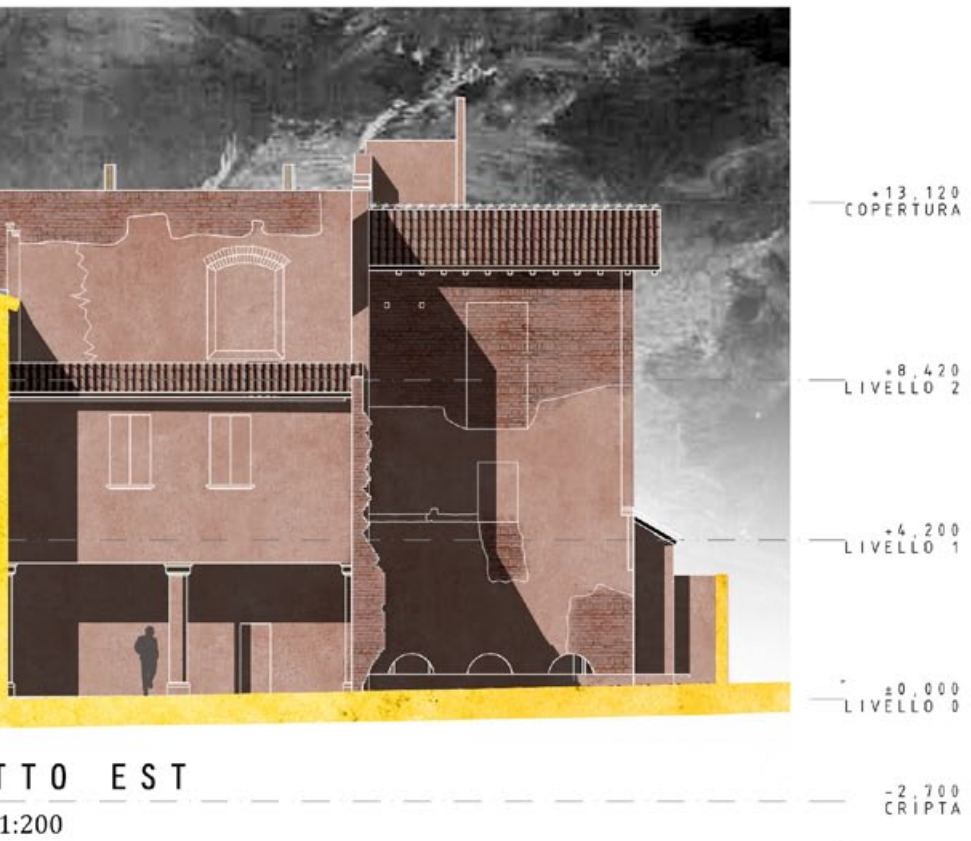 +13,120
COPERTURA
+8,420
LIVELLO 2
+4,200
LIVELLO 1
±0,000
LIVELLO 0
TTO EST
1:200
-2,700
CRIPTA